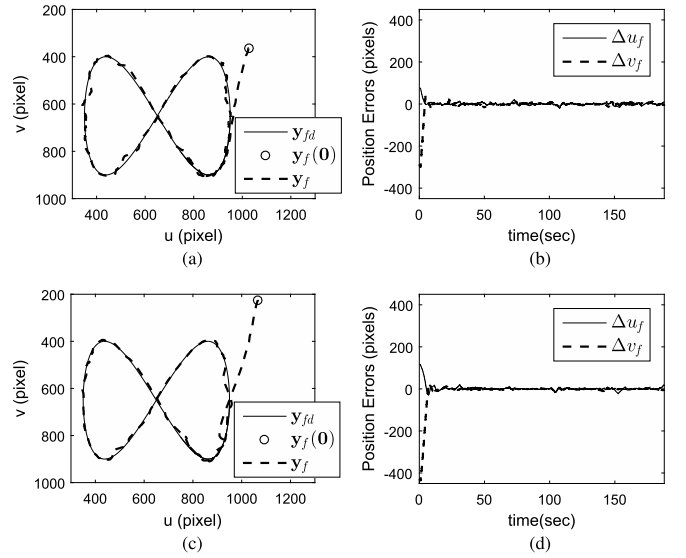 200
400
600
800
1000
v (pixel)
400 600 800 1000 1200
u (pixel)
y_fd
y_f(0)
y_f
(a)
400
200
0
-200
-400
Position Errors (pixels)
0 50 100 150
time(sec)
Δu_f
Δv_f
(b)
200
400
600
800
1000
v (pixel)
400 600 800 1000 1200
u (pixel)
y_fd
y_f(0)
y_f
(c)
400
200
0
-200
-400
Position Errors (pixels)
0 50 100 150
time(sec)
Δu_f
Δv_f
(d)